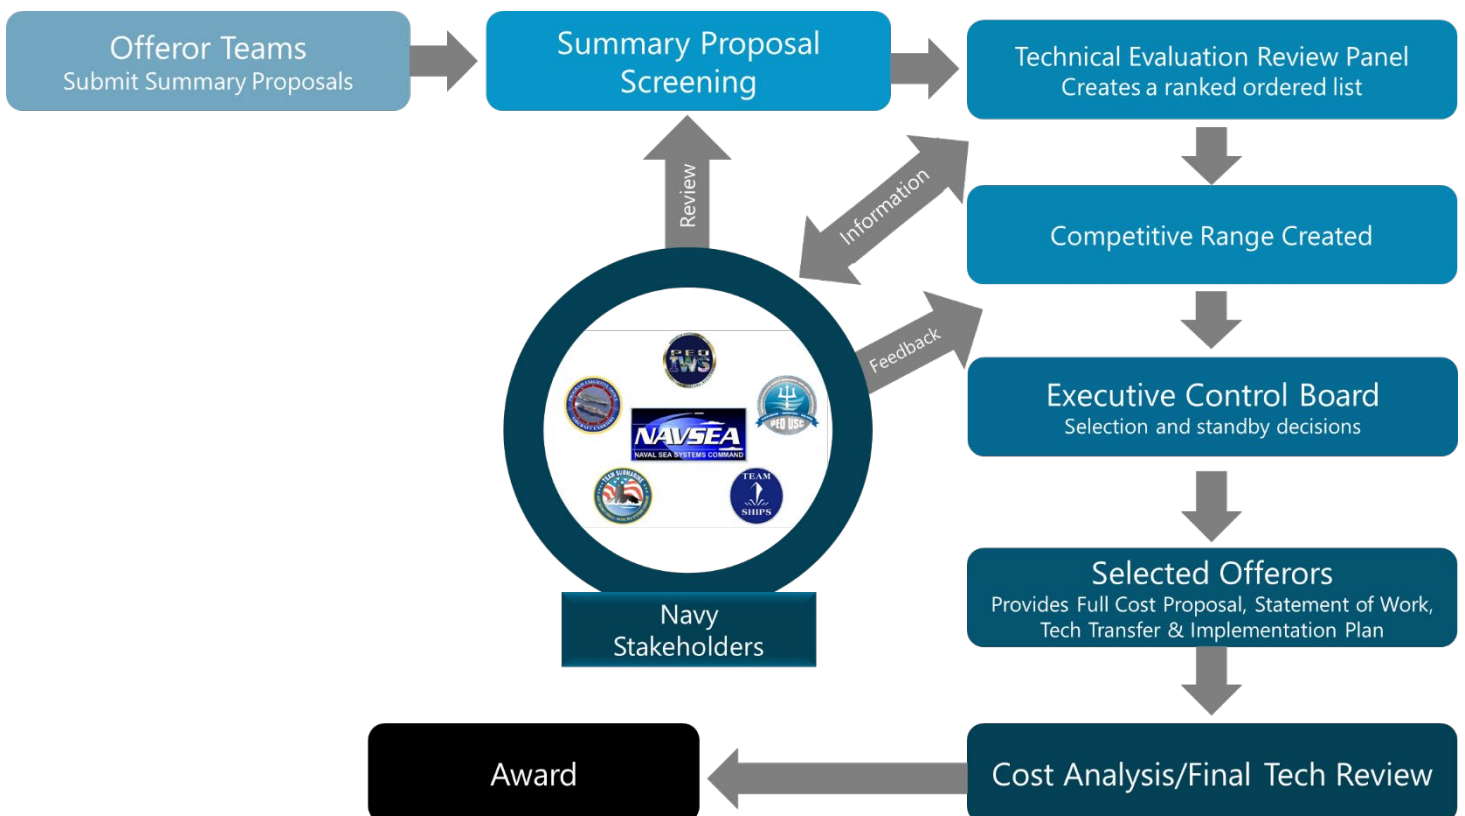 Offeror Teams
Submit Summary Proposals
Summary Proposal
Screening
Technical Evaluation Review Panel
Creates a ranked ordered list
Review
Information
Competitive Range Created
Feedback
PEO
IWS
NAVSEA
NAVAL SEA SYSTEMS COMMAND
PEO USC
TEAM SUBMARINE
TEAM
SHIPS
Executive Control Board
Selection and standby decisions
Navy
Stakeholders
Selected Offerors
Provides Full Cost Proposal, Statement of Work,
Tech Transfer & Implementation Plan
Award
Cost Analysis/Final Tech Review